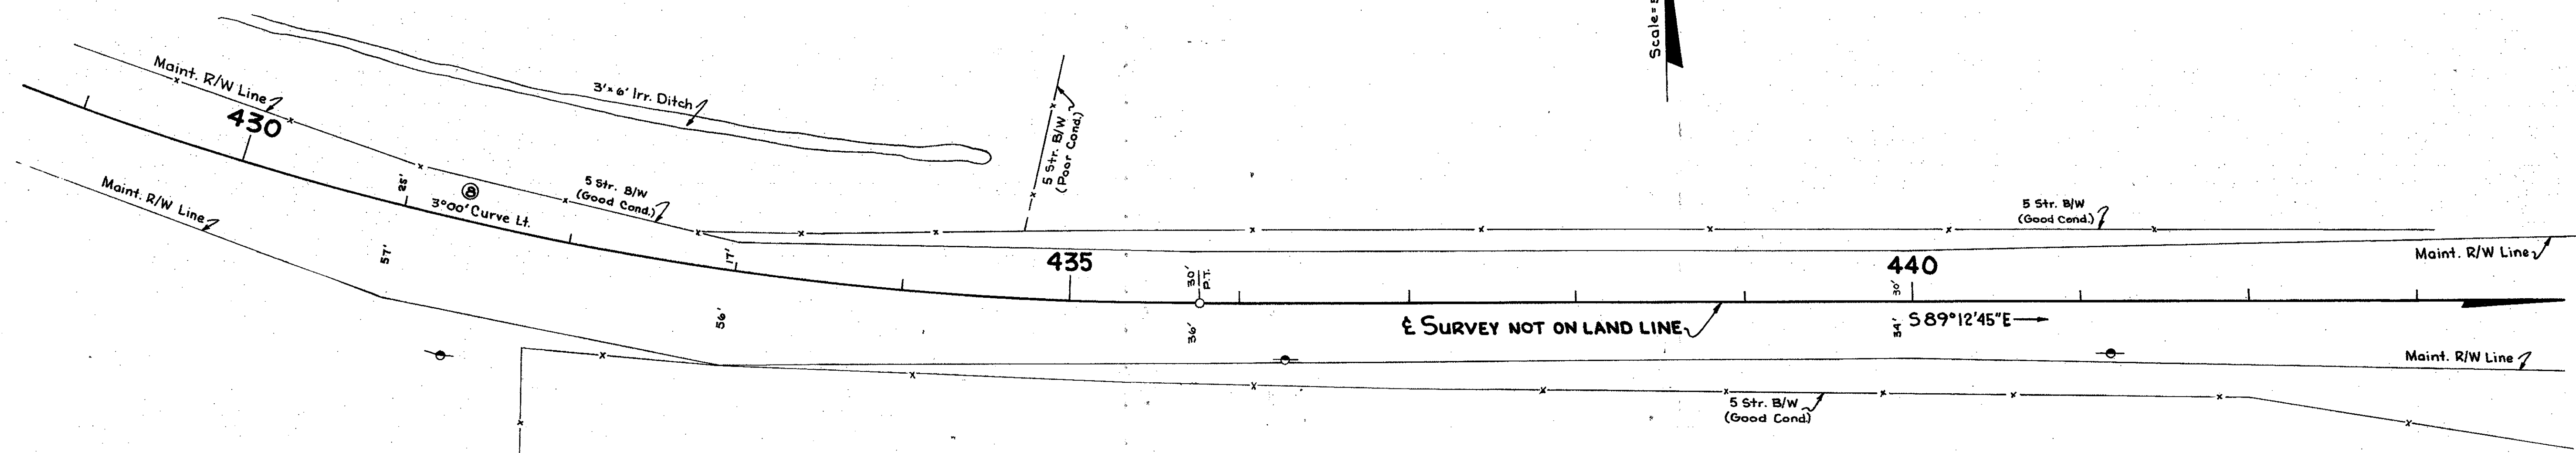 Scale=
Maint. R/W Line
430
3'x6' Irr. Ditch
5 Str. B/W
(Poor Cond.)
Maint. R/W Line
25'
8
3°00' Curve Lt.
5 Str. B/W
(Good Cond.)
57'
17'
56'
435
30'
P.T.
36'
5 Str. B/W
(Good Cond.)
Maint. R/W Line
440
30'
34'
℄ SURVEY NOT ON LAND LINE
S 89°12'45"E
Maint. R/W Line
5 Str. B/W
(Good Cond.)